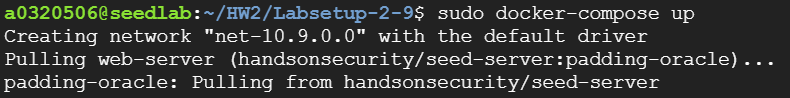 a0320506@seedlab:~/HW2/Labsetup-2-9$ sudo docker-compose up
Creating network "net-10.9.0.0" with the default driver
Pulling web-server (handsonsecurity/seed-server:padding-oracle)...
padding-oracle: Pulling from handsonsecurity/seed-server